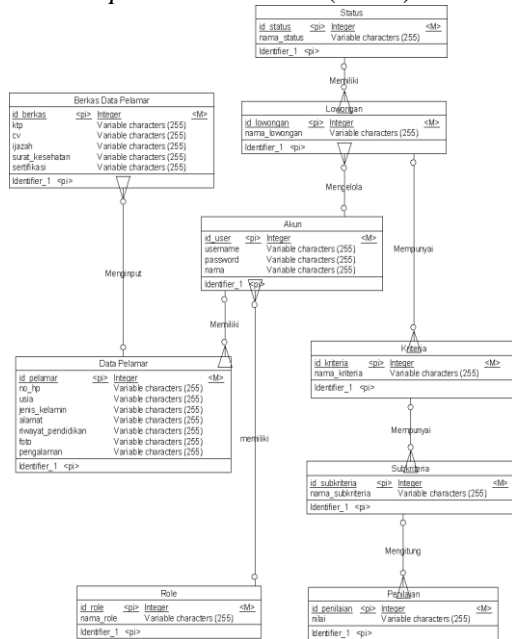 Status
id_status <pi> Integer <M>
nama_status Variable characters (255)
Identifier_1 <pi>
Memiliki
Berkas Data Pelamar
id_berkas <pi> Integer <M>
ktp Variable characters (255)
cv Variable characters (255)
ijazah Variable characters (255)
surat_kesehatan Variable characters (255)
sertifikasi Variable characters (255)
Identifier_1 <pi>
Lowongan
id_lowongan <pi> Integer <M>
nama_lowongan Variable characters (255)
Identifier_1 <pi>
Mengelola
Akun
id_user <pi> Integer <M>
username Variable characters (255)
password Variable characters (255)
nama Variable characters (255)
Identifier_1 <pi>
Mempunyai
Menginput
Memiliki
Data Pelamar
id_pelamar <pi> Integer <M>
no_hp Variable characters (255)
usia Variable characters (255)
jenis_kelamin Variable characters (255)
alamat Variable characters (255)
riwayat_pendidikan Variable characters (255)
foto Variable characters (255)
pengalaman Variable characters (255)
Identifier_1 <pi>
memiliki
Kriteria
id_kriteria <pi> Integer <M>
nama_kriteria Variable characters (255)
Identifier_1 <pi>
Mempunyai
Subkriteria
id_subkriteria <pi> Integer <M>
nama_subkriteria Variable characters (255)
Identifier_1 <pi>
Mengitung
Role
id_role <pi> Integer <M>
nama_role Variable characters (255)
Identifier_1 <pi>
Penilaian
id_penilaian <pi> Integer <M>
nilai Variable characters (255)
Identifier_1 <pi>